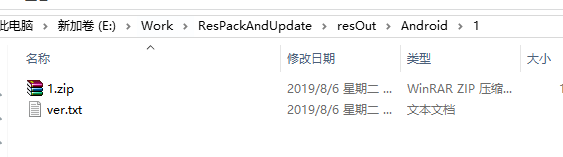 此电脑 > 新加卷 (E:) > Work > ResPackAndUpdate > resOut > Android > 1
名称 修改日期 类型 大小
1.zip 2019/8/6 星期二 ... WinRAR ZIP 压缩... 1
ver.txt 2019/8/6 星期二 ... 文本文档